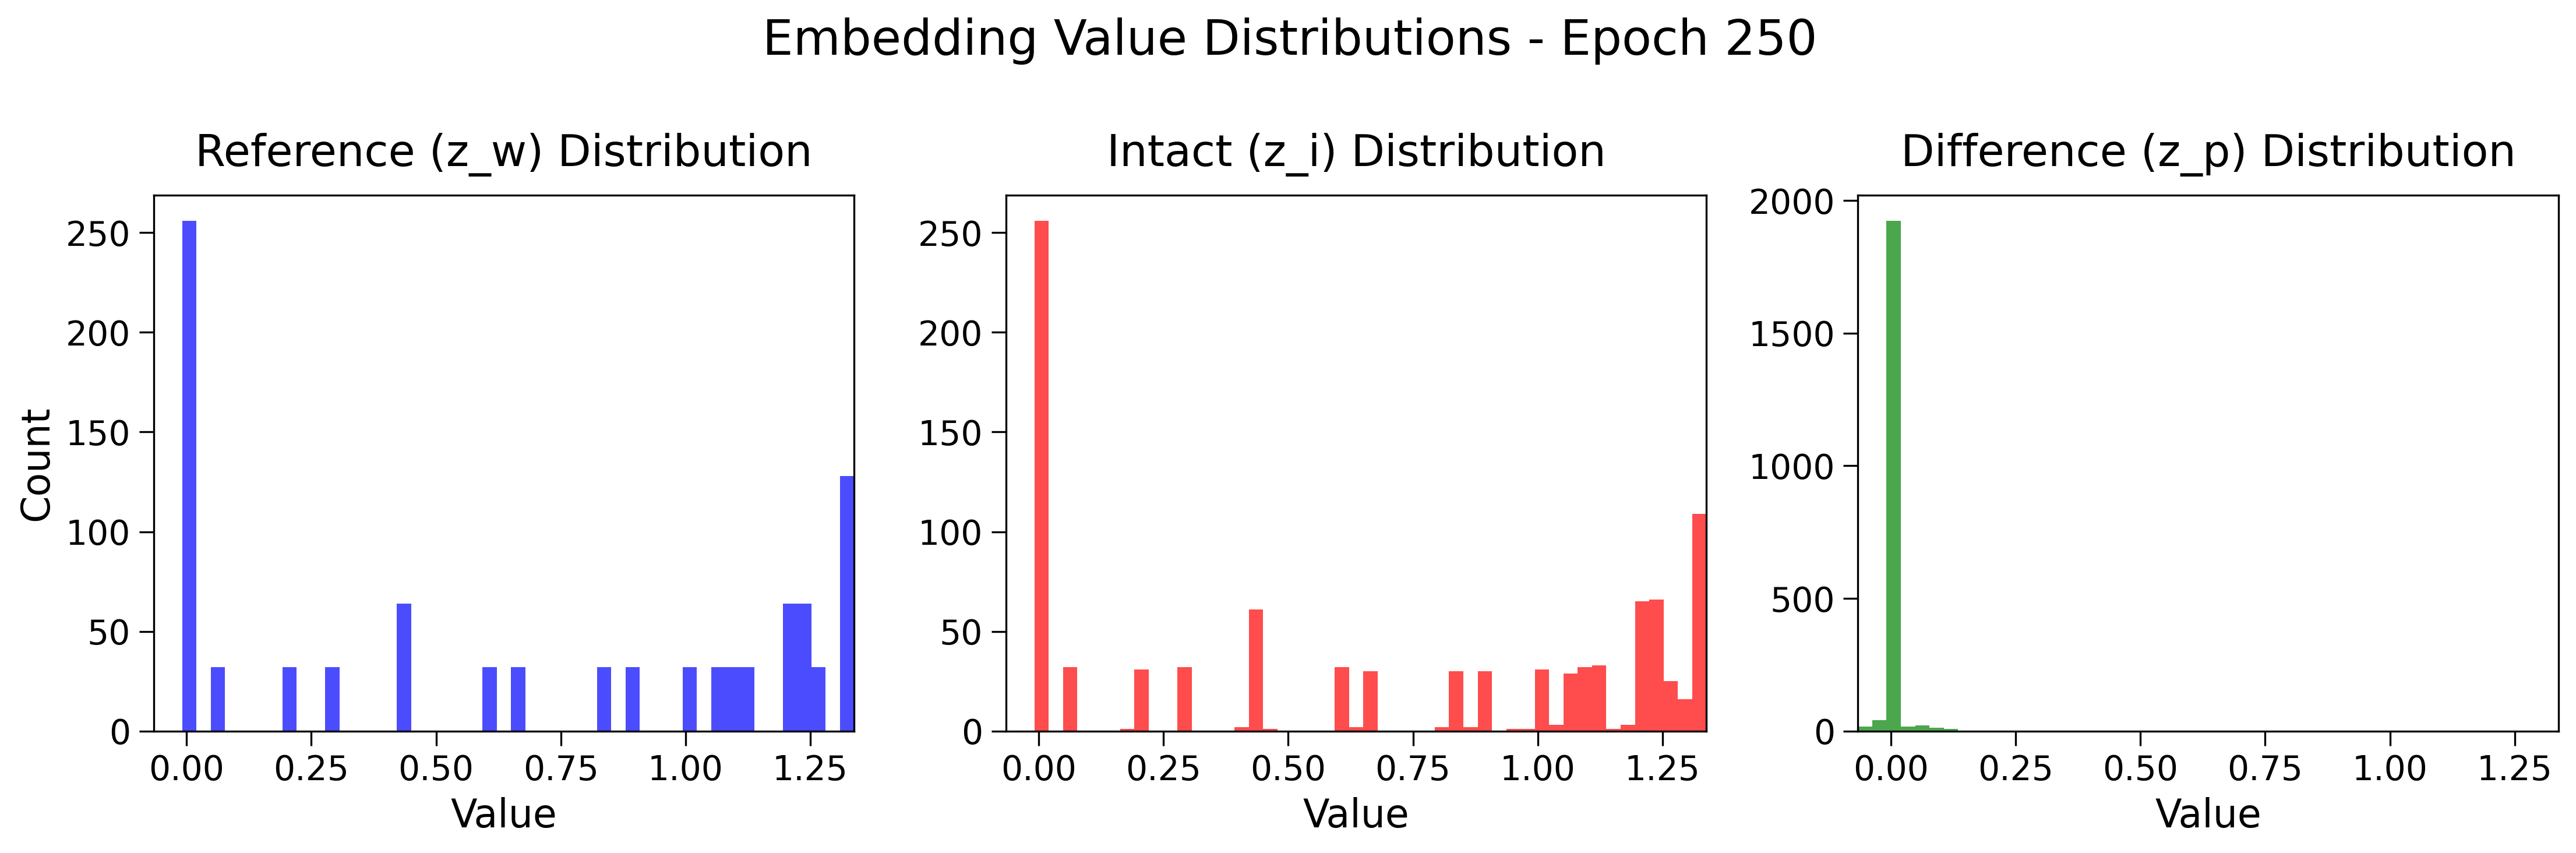 Embedding Value Distributions - Epoch 250
Reference (z_w) Distribution
Count
250
200
150
100
50
0
0.00 0.25 0.50 0.75 1.00 1.25
Value
Intact (z_i) Distribution
250
200
150
100
50
0
0.00 0.25 0.50 0.75 1.00 1.25
Value
Difference (z_p) Distribution
2000
1500
1000
500
0
0.00 0.25 0.50 0.75 1.00 1.25
Value